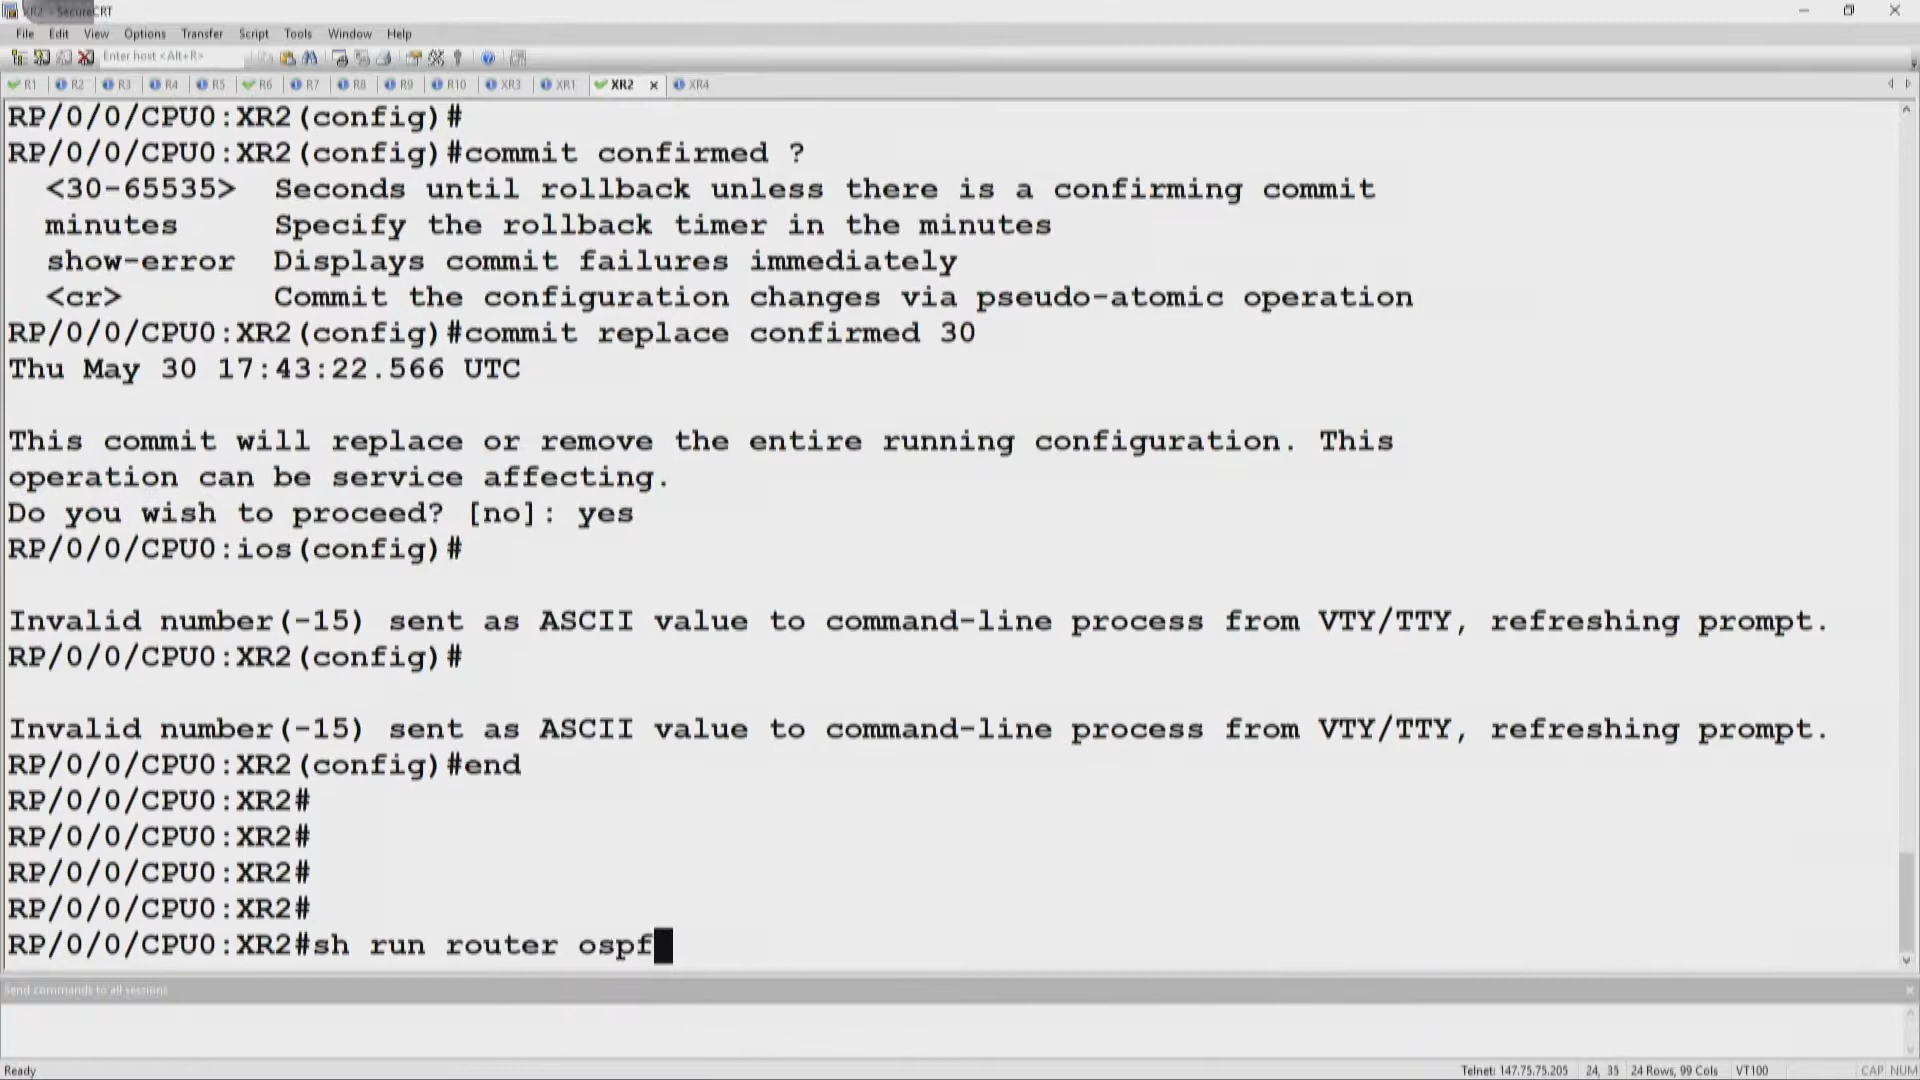 XR2 - SecureCRT
File Edit View Options Transfer Script Tools Window Help
Enter host <Alt+R>
R1 R2 R3 R4 R5 R6 R7 R8 R9 R10 XR3 XR1 XR2 XR4
RP/0/0/CPU0:XR2(config)#
RP/0/0/CPU0:XR2(config)#commit confirmed ?
<30-65535> Seconds until rollback unless there is a confirming commit
minutes Specify the rollback timer in the minutes
show-error Displays commit failures immediately
<cr> Commit the configuration changes via pseudo-atomic operation
RP/0/0/CPU0:XR2(config)#commit replace confirmed 30
Thu May 30 17:43:22.566 UTC
This commit will replace or remove the entire running configuration. This
operation can be service affecting.
Do you wish to proceed? [no]: yes
RP/0/0/CPU0:ios(config)#
Invalid number(-15) sent as ASCII value to command-line process from VTY/TTY, refreshing prompt.
RP/0/0/CPU0:XR2(config)#
Invalid number(-15) sent as ASCII value to command-line process from VTY/TTY, refreshing prompt.
RP/0/0/CPU0:XR2(config)#end
RP/0/0/CPU0:XR2#
RP/0/0/CPU0:XR2#
RP/0/0/CPU0:XR2#
RP/0/0/CPU0:XR2#
RP/0/0/CPU0:XR2#sh run router ospf
Send commands to all sessions
Ready Telnet: 147.75.75.205 24, 35 24 Rows, 99 Cols VT100 CAP NUM